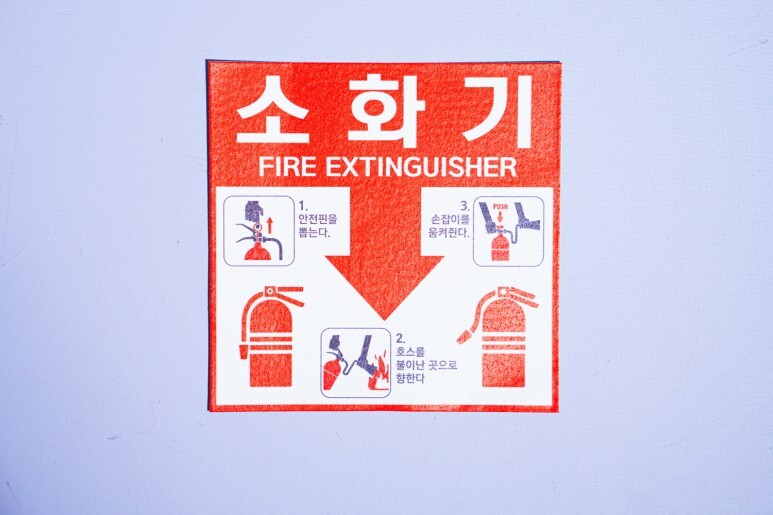 소화기
FIRE EXTINGUISHER
1.
안전핀을
뽑는다.
2.
호스를
불이난 곳으로
향한다
3.
손잡이를
움켜쥔다.
PUSH